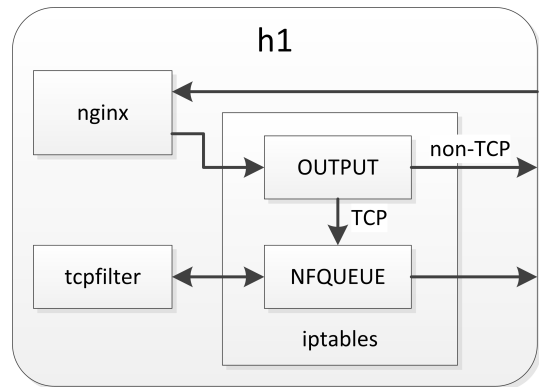 h1
nginx
OUTPUT
non-TCP
TCP
tcpfilter
NFQUEUE
iptables